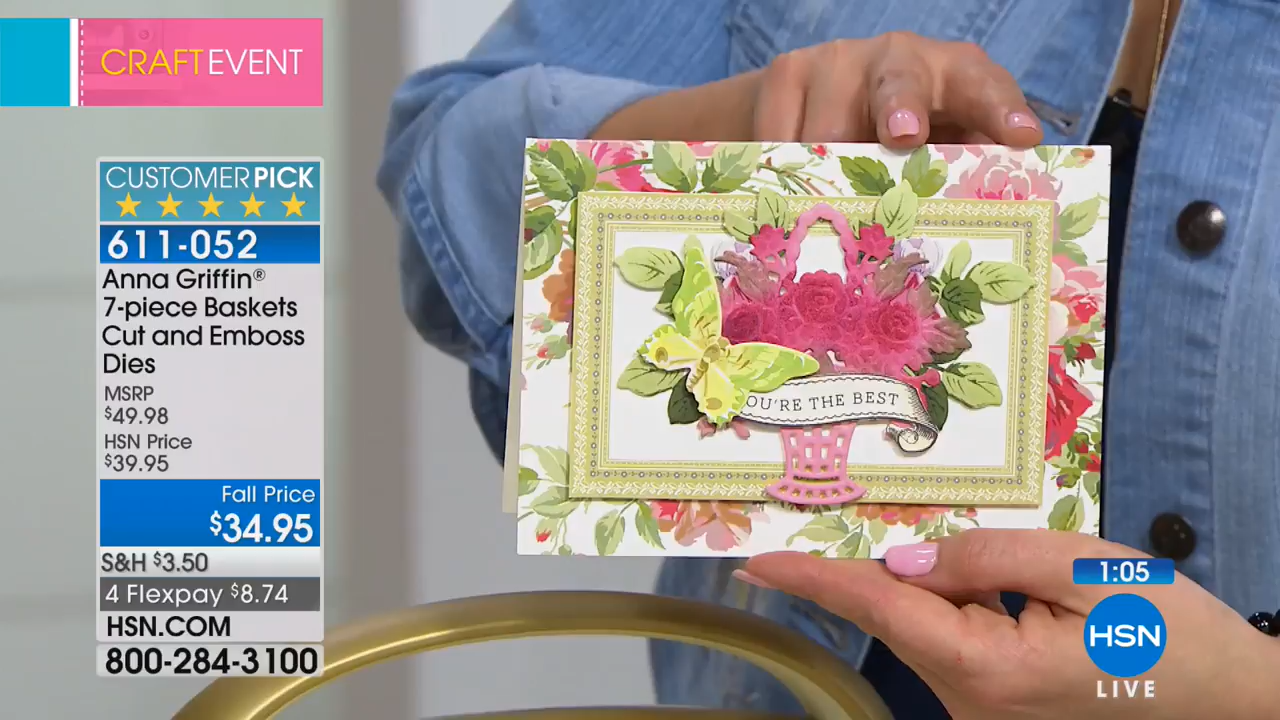 CRAFT EVENT
CUSTOMER PICK
611-052
Anna Griffin®
7-piece Baskets
Cut and Emboss
Dies
MSRP
$49.98
HSN Price
$39.95
Fall Price
$34.95
S&H $3.50
4 Flexpay $8.74
HSN.COM
800-284-3100
OU'RE THE BEST
1:05
HSN
LIVE